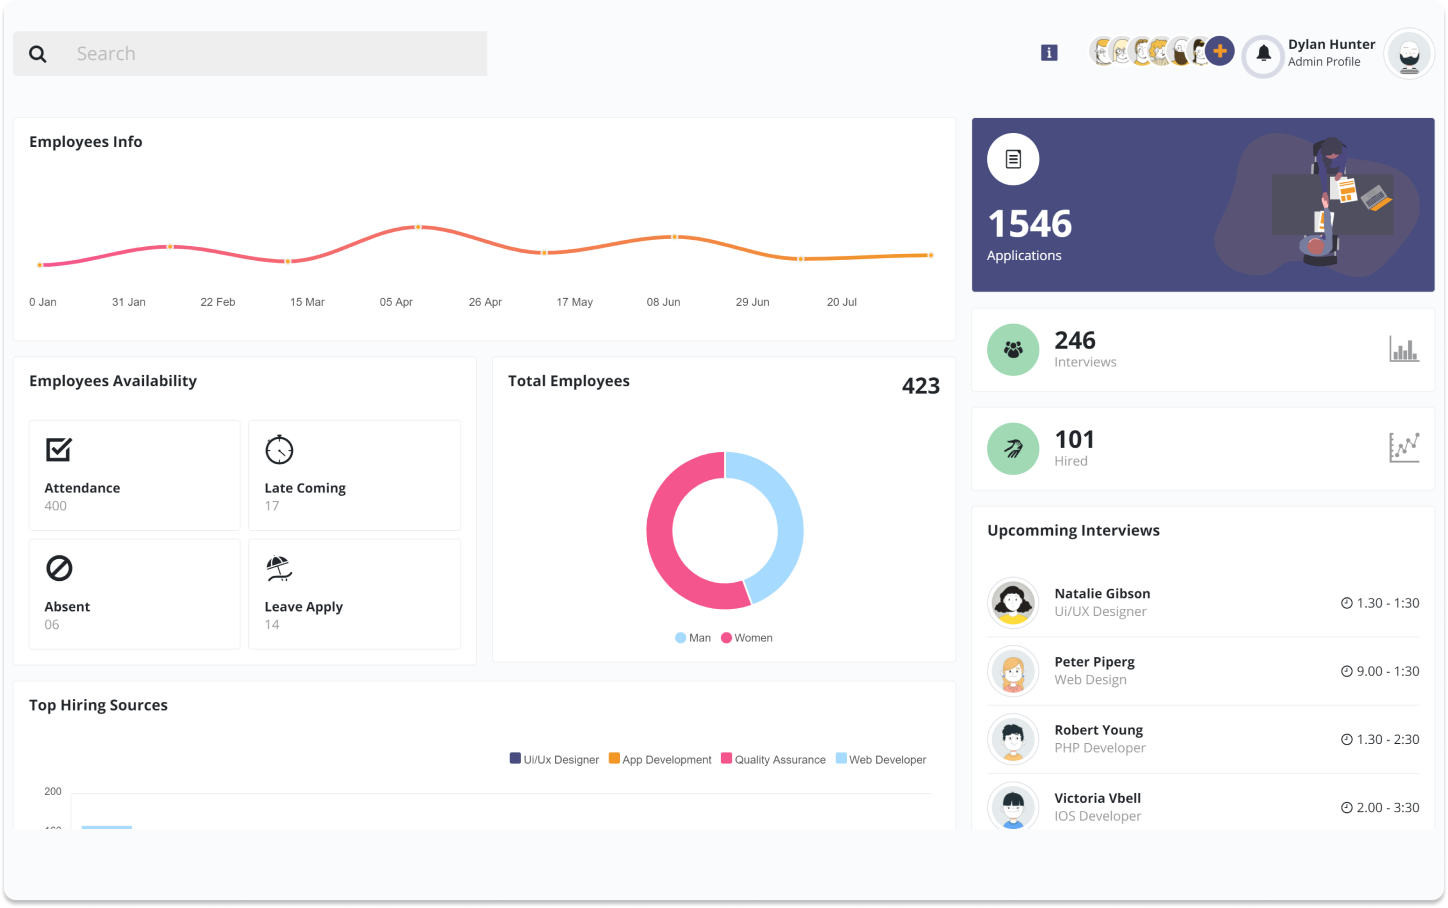 Search
Dylan Hunter
Admin Profile
Employees Info
0 Jan 31 Jan 22 Feb 15 Mar 05 Apr 26 Apr 17 May 08 Jun 29 Jun 20 Jul
1546
Applications
246
Interviews
101
Hired
Employees Availability
Attendance
400
Late Coming
17
Absent
06
Leave Apply
14
Total Employees
423
Man Women
Upcomming Interviews
Natalie Gibson
Ui/UX Designer
1.30 - 1:30
Peter Piperg
Web Design
9.00 - 1:30
Robert Young
PHP Developer
1.30 - 2:30
Victoria Vbell
IOS Developer
2.00 - 3:30
Top Hiring Sources
Ui/Ux Designer App Development Quality Assurance Web Developer
200